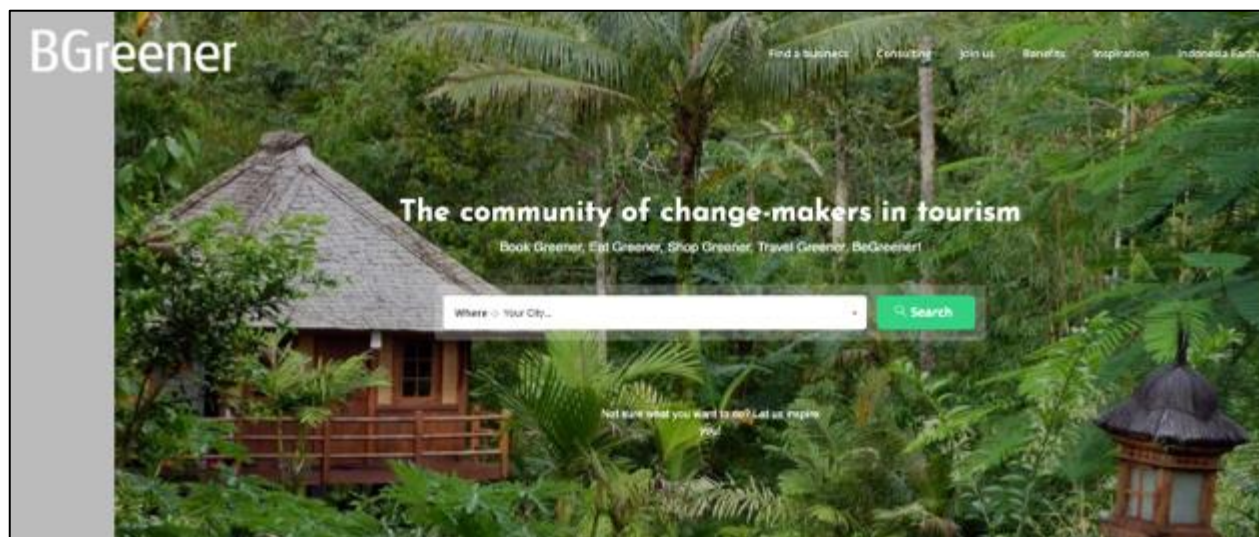 BGreener
Find a business Consulting Join us Benefits Inspiration Indonesia
The community of change-makers in tourism
Book Greener, Eat Greener, Shop Greener, Travel Greener, BeGreener!
Where Your City... Search
Not sure what you want to do? Let us inspire
you!